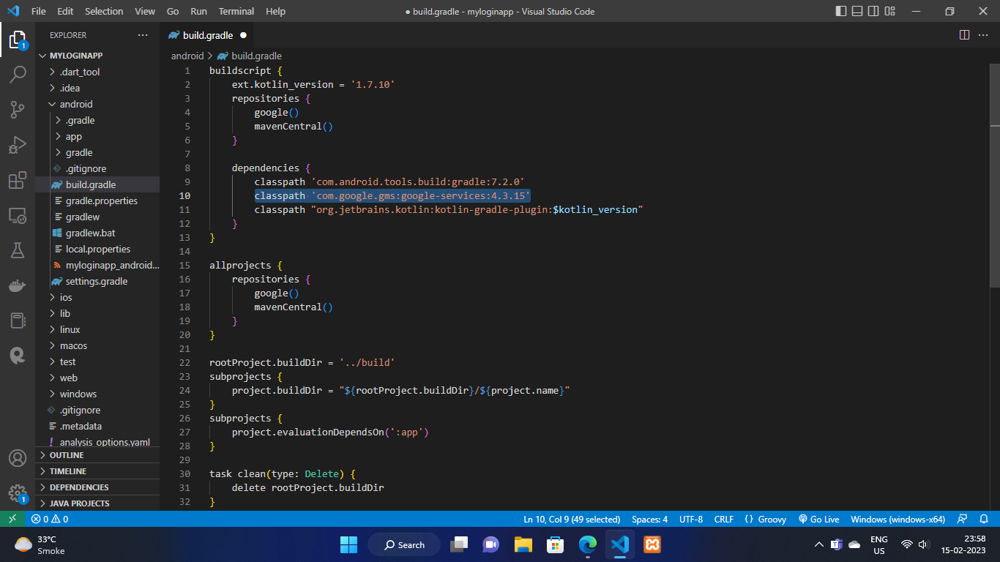 File Edit Selection View Go Run Terminal Help
● build.gradle - myloginapp - Visual Studio Code
EXPLORER
MYLOGINAPP
.dart_tool
.idea
android
.gradle
app
gradle
.gitignore
build.gradle
gradle.properties
gradlew
gradlew.bat
local.properties
myloginapp_android...
settings.gradle
ios
lib
linux
macos
test
web
windows
.gitignore
.metadata
analysis_options.yaml
OUTLINE
TIMELINE
DEPENDENCIES
JAVA PROJECTS
1
1
build.gradle
android > build.gradle
1 buildscript {
2 ext.kotlin_version = '1.7.10'
3 repositories {
4 google()
5 mavenCentral()
6 }
7
8 dependencies {
9 classpath 'com.android.tools.build:gradle:7.2.0'
10 classpath 'com.google.gms:google-services:4.3.15'
11 classpath "org.jetbrains.kotlin:kotlin-gradle-plugin:$kotlin_version"
12 }
13 }
14
15 allprojects {
16 repositories {
17 google()
18 mavenCentral()
19 }
20 }
21
22 rootProject.buildDir = '../build'
23 subprojects {
24 project.buildDir = "${rootProject.buildDir}/${project.name}"
25 }
26 subprojects {
27 project.evaluationDependsOn(':app')
28 }
29
30 task clean(type: Delete) {
31 delete rootProject.buildDir
32 }
0 0 Ln 10, Col 9 (49 selected) Spaces: 4 UTF-8 CRLF {} Groovy Go Live Windows (windows-x64)
33°C
Smoke
Search
ENG
US
23:58
15-02-2023